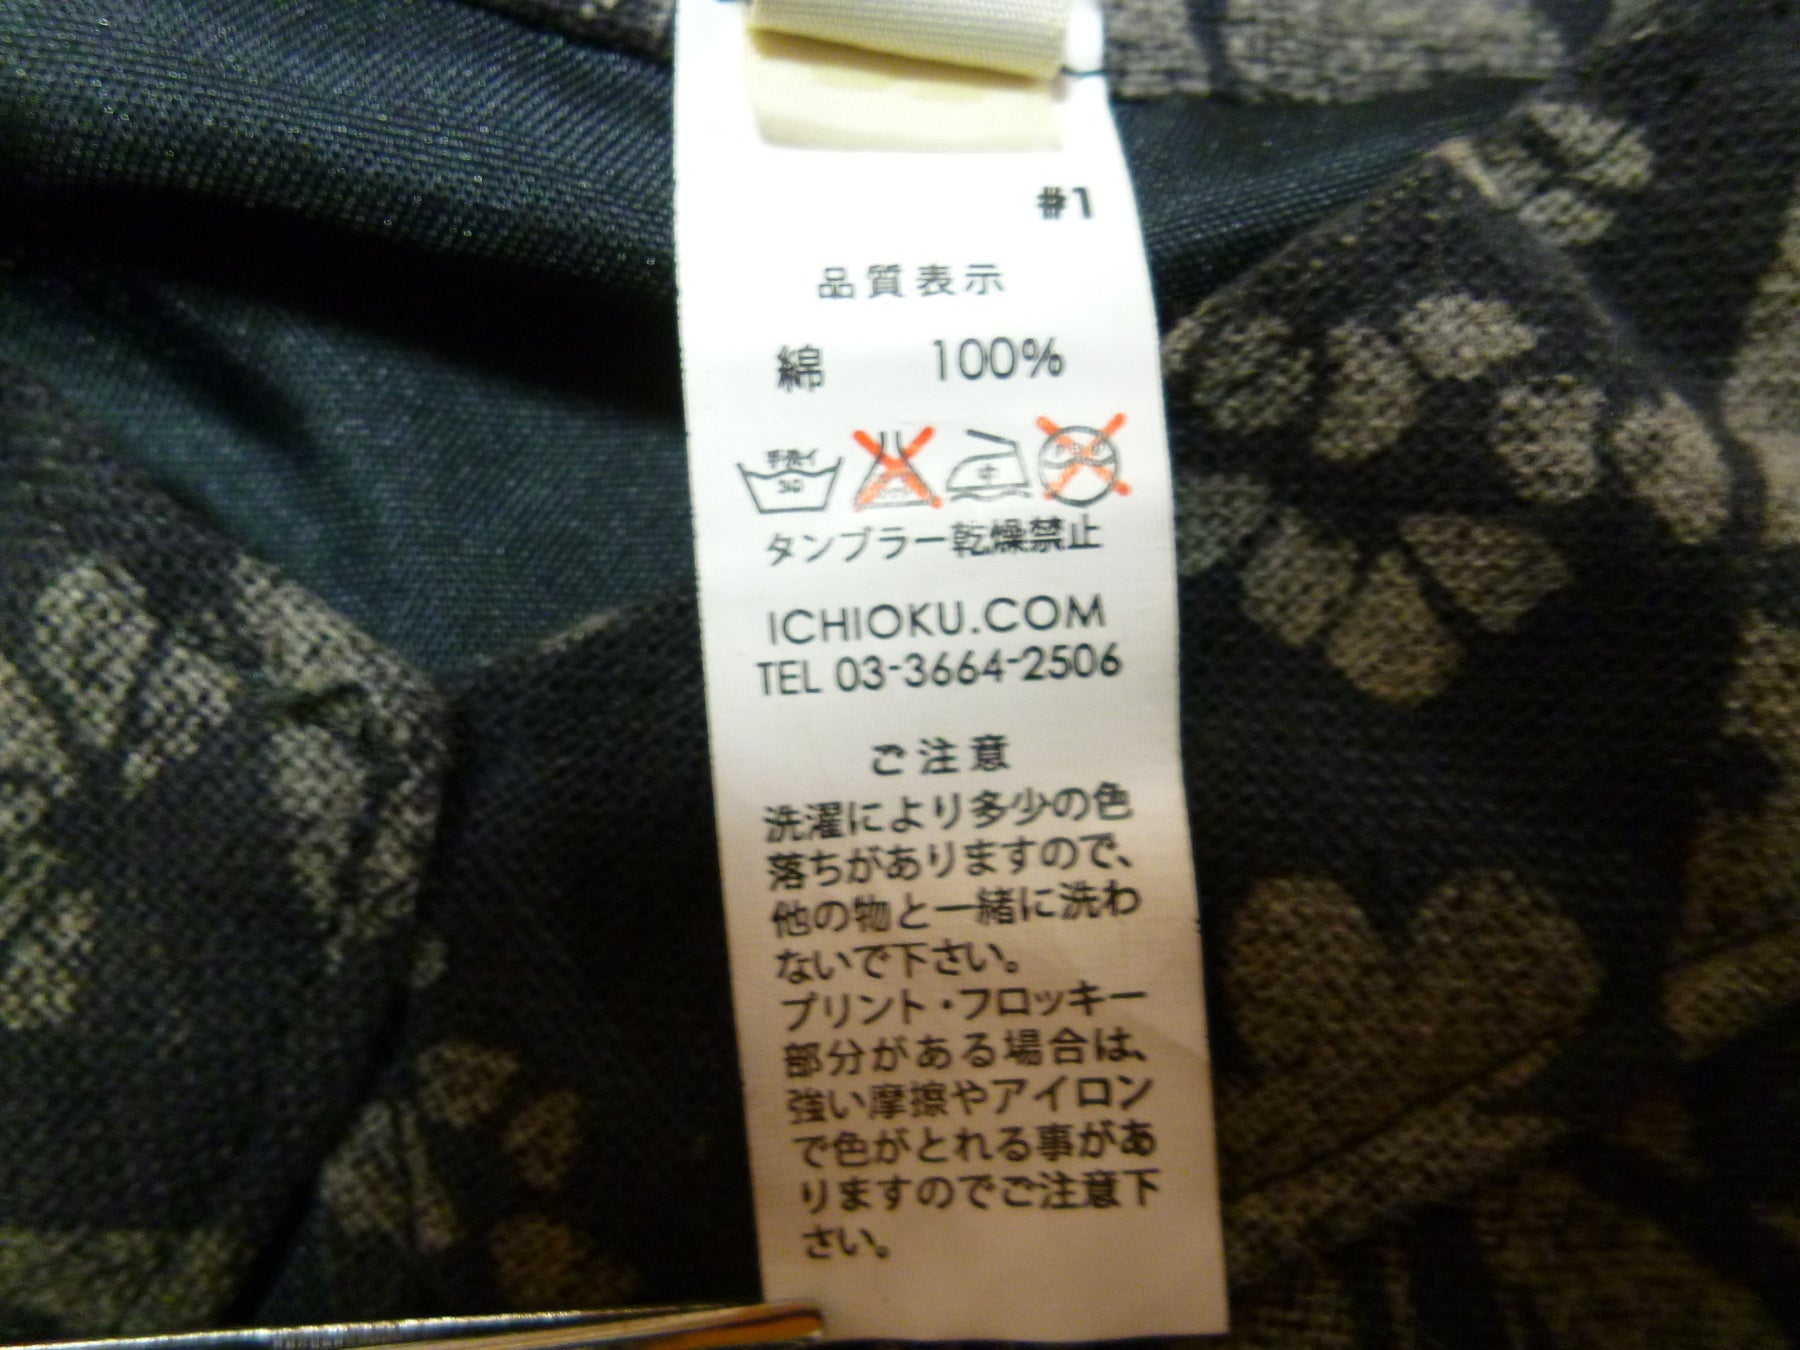 #1
品質表示
綿 100%
手洗イ
30
中
タンブラー乾燥禁止
ICHIOKU.COM
TEL 03-3664-2506
ご注意
洗濯により多少の色
落ちがありますので、
他の物と一緒に洗わ
ないで下さい。
プリント・フロッキー
部分がある場合は、
強い摩擦やアイロン
で色がとれる事があ
りますのでご注意下
さい。